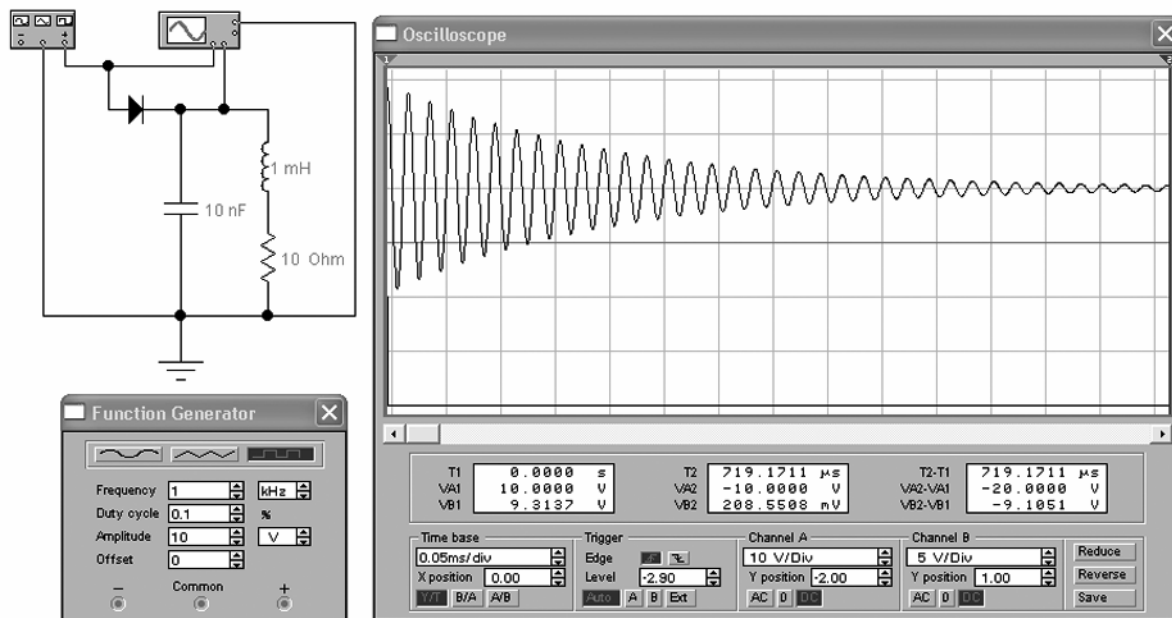 - +
Oscilloscope
1 2
1 mH
10 nF
10 Ohm
Function Generator
Frequency 1 kHz
Duty cycle 0.1 %
Amplitude 10 V
Offset 0
- Common +
T1 0.0000 s
VA1 10.0000 V
VB1 9.3137 V
T2 719.1711 µs
VA2 -10.0000 V
VB2 208.5508 mV
T2-T1 719.1711 µs
VA2-VA1 -20.0000 V
VB2-VB1 -9.1051 V
Time base
0.05ms/div
X position 0.00
Y/T B/A A/B
Trigger
Edge
Level -2.90
Auto A B Ext
Channel A
10 V/Div
Y position -2.00
AC 0 DC
Channel B
5 V/Div
Y position 1.00
AC 0 DC
Reduce
Reverse
Save